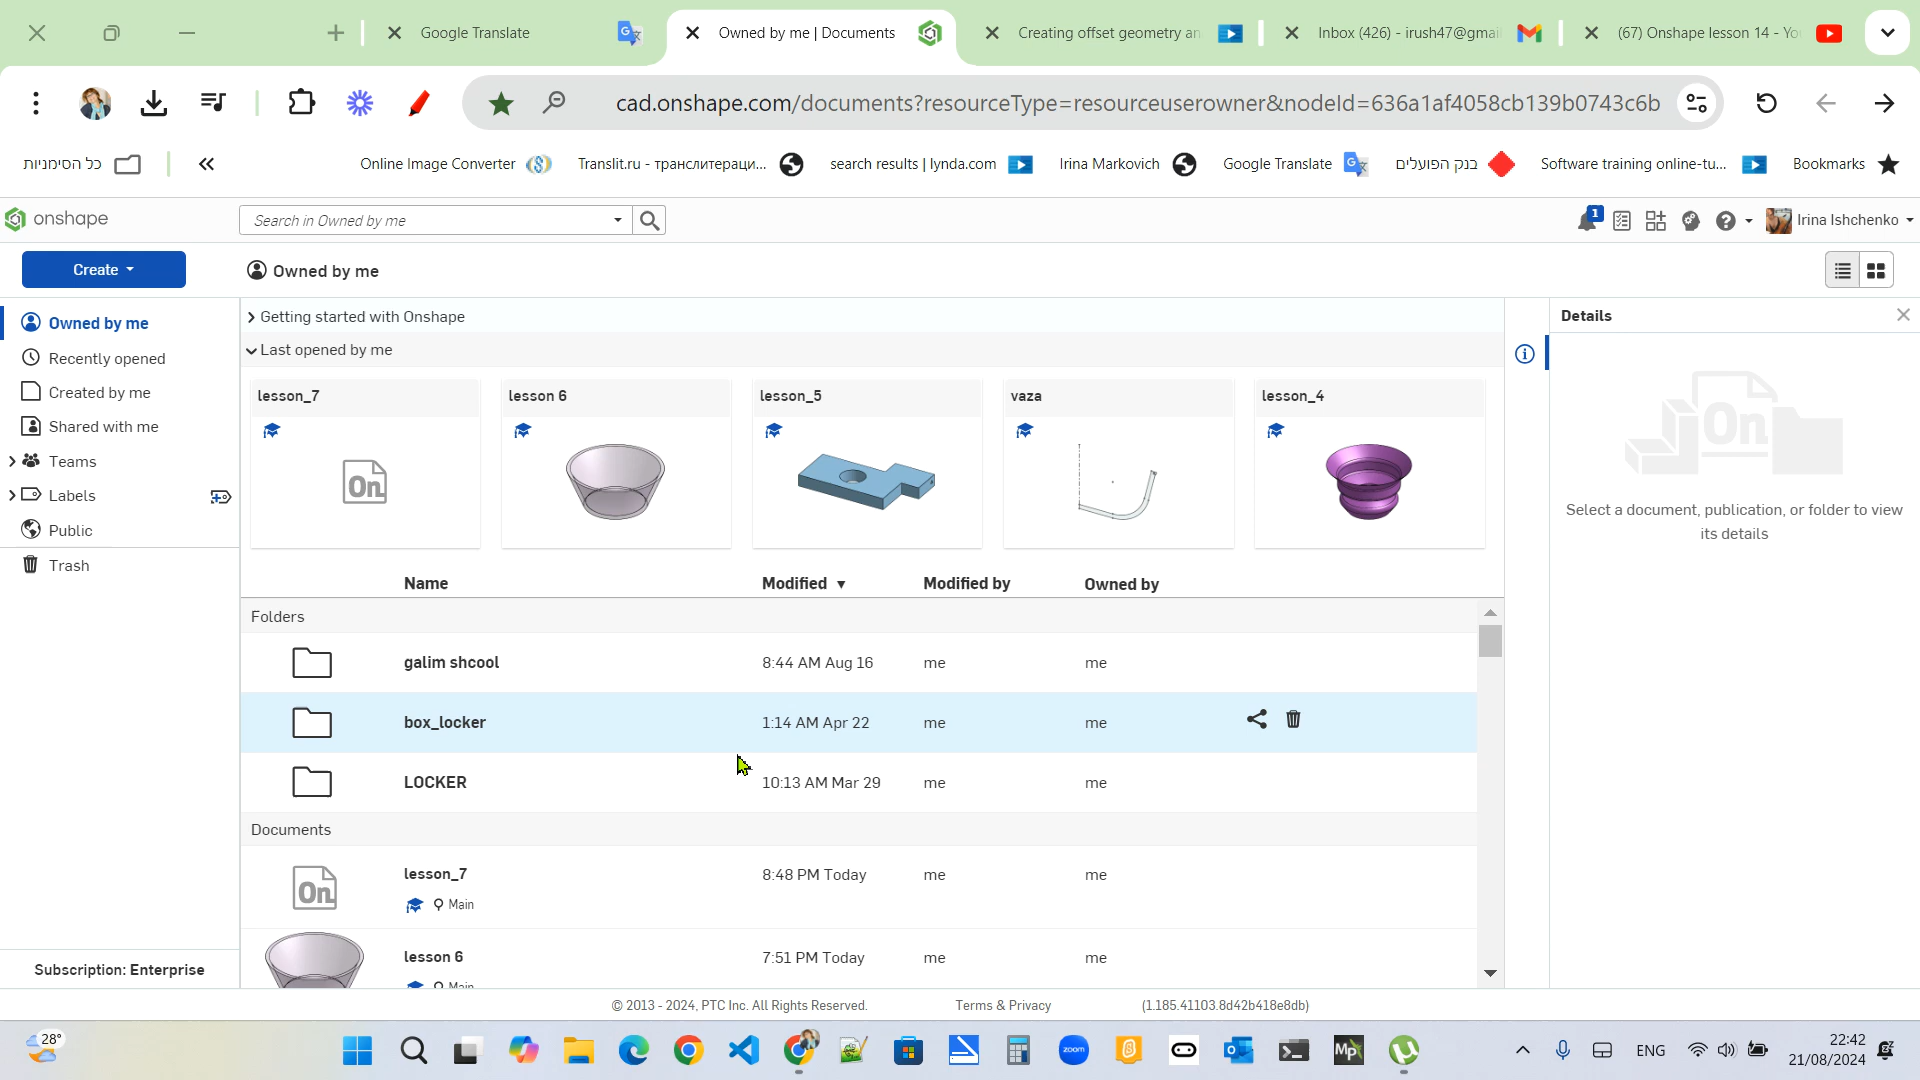 Google Translate
Owned by me | Documents
Creating offset geometry an
Inbox (426) - irush47@gmai
(67) Onshape lesson 14 - Yo
cad.onshape.com/documents?resourceType=resourceuserowner&nodeId=636a1af4058cb139b0743c6b
כל הסימניות
Online Image Converter
Translit.ru - транслитераци...
search results | lynda.com
Irina Markovich
Google Translate
בנק הפועלים
Software training online-tu...
Bookmarks
onshape
Search in Owned by me
1
Irina Ishchenko
Create
Owned by me
Owned by me
Recently opened
Created by me
Shared with me
Teams
Labels
Public
Trash
Subscription: Enterprise
Getting started with Onshape
Last opened by me
lesson_7
lesson 6
lesson_5
vaza
lesson_4
On
Name Modified Modified by Owned by
Folders
galim shcool 8:44 AM Aug 16 me me
box_locker 1:14 AM Apr 22 me me
LOCKER 10:13 AM Mar 29 me me
Documents
On
lesson_7 8:48 PM Today me me
Main
lesson 6 7:51 PM Today me me
Main
Details
On
Select a document, publication, or folder to view
its details
© 2013 - 2024, PTC Inc. All Rights Reserved.
Terms & Privacy
(1.185.41103.8d42b418e8db)
28°
zoom
Mp
ENG
22:42
21/08/2024